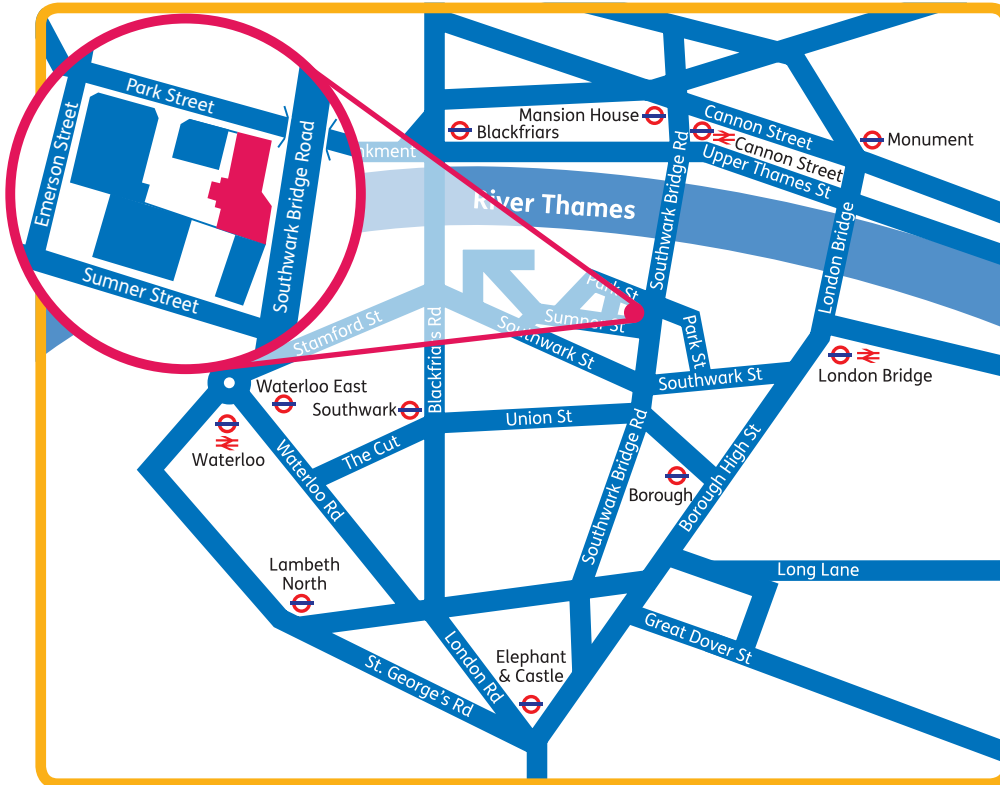 Park Street
Emerson Street
Southwark Bridge Road
Sumner Street
Mansion House
Blackfriars
Cannon Street
Cannon Street
Monument
nkment
Upper Thames St
River Thames
Southwark Bridge Rd
London Bridge
Park St
Sumner St
Park St
Stamford St
Southwark St
Blackfriars Rd
Southwark St
London Bridge
Waterloo East
Southwark
Union St
The Cut
Waterloo
Waterloo Rd
Southwark Bridge Rd
Borough
Borough High St
Lambeth
North
Long Lane
Great Dover St
St. George's Rd
London Rd
Elephant
& Castle